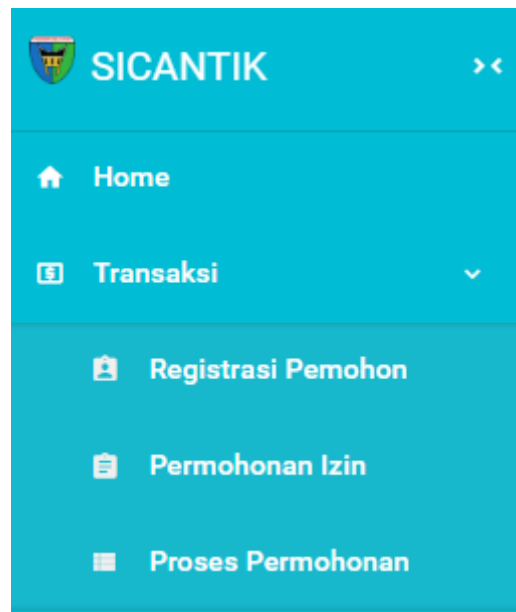 SICANTIK
Home
Transaksi
Registrasi Pemohon
Permohonan Izin
Proses Permohonan